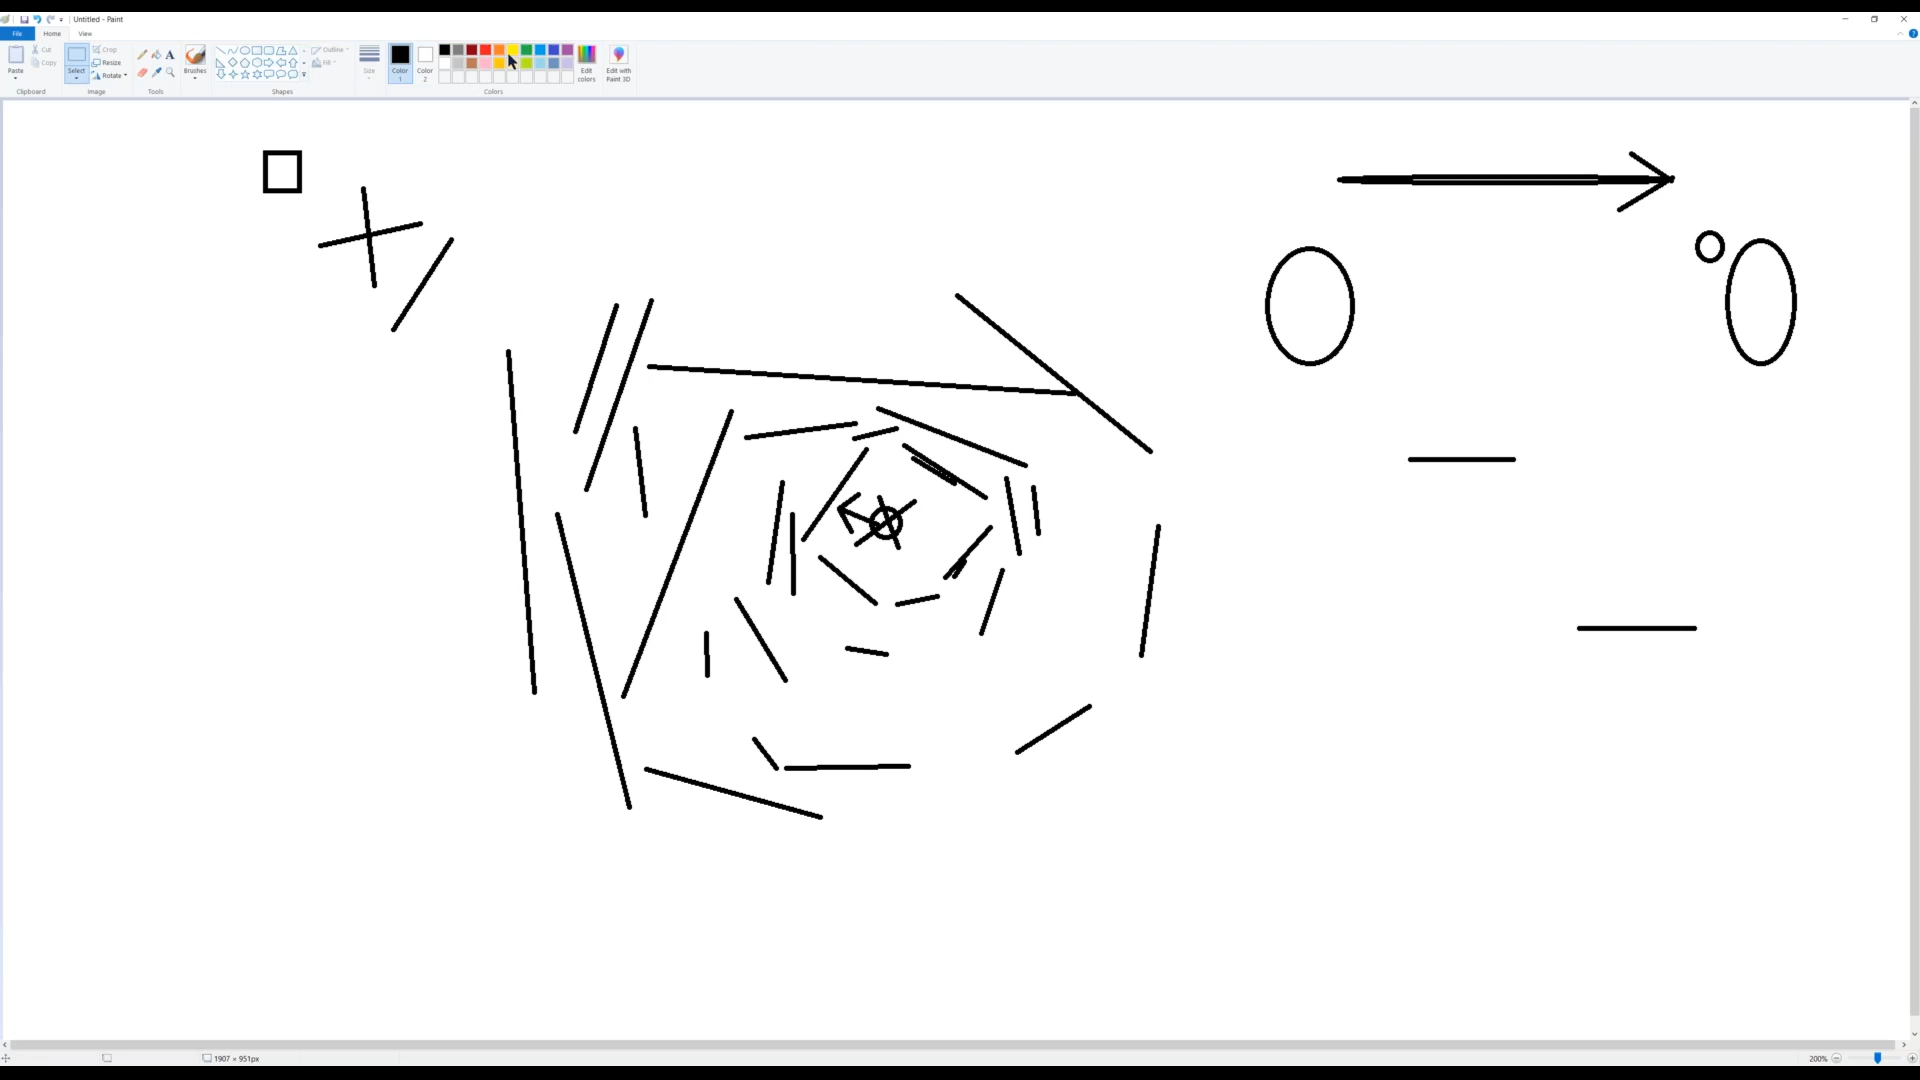 Untitled - Paint
File Home View
Paste Cut Copy Select Crop Resize Rotate A Brushes Outline Fill Size Color 1 Color 2 Edit colors Edit with Paint 3D
Clipboard Image Tools Shapes Colors
1907 × 951px 200%